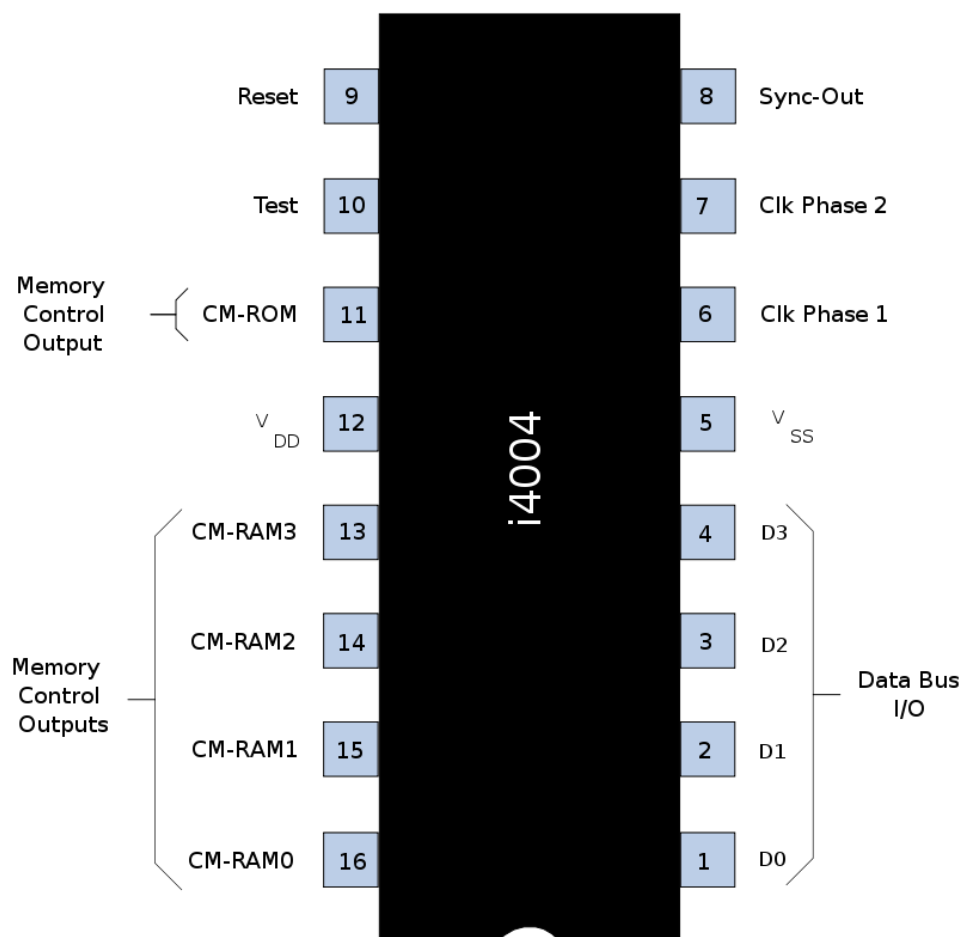 Reset 9 8 Sync-Out
Test 10 7 Clk Phase 2
Memory
Control
Output
CM-ROM 11 6 Clk Phase 1
VDD 12 5 VSS
i4004
CM-RAM3 13 4 D3
CM-RAM2 14 3 D2
Memory
Control
Outputs
Data Bus
I/O
CM-RAM1 15 2 D1
CM-RAM0 16 1 D0